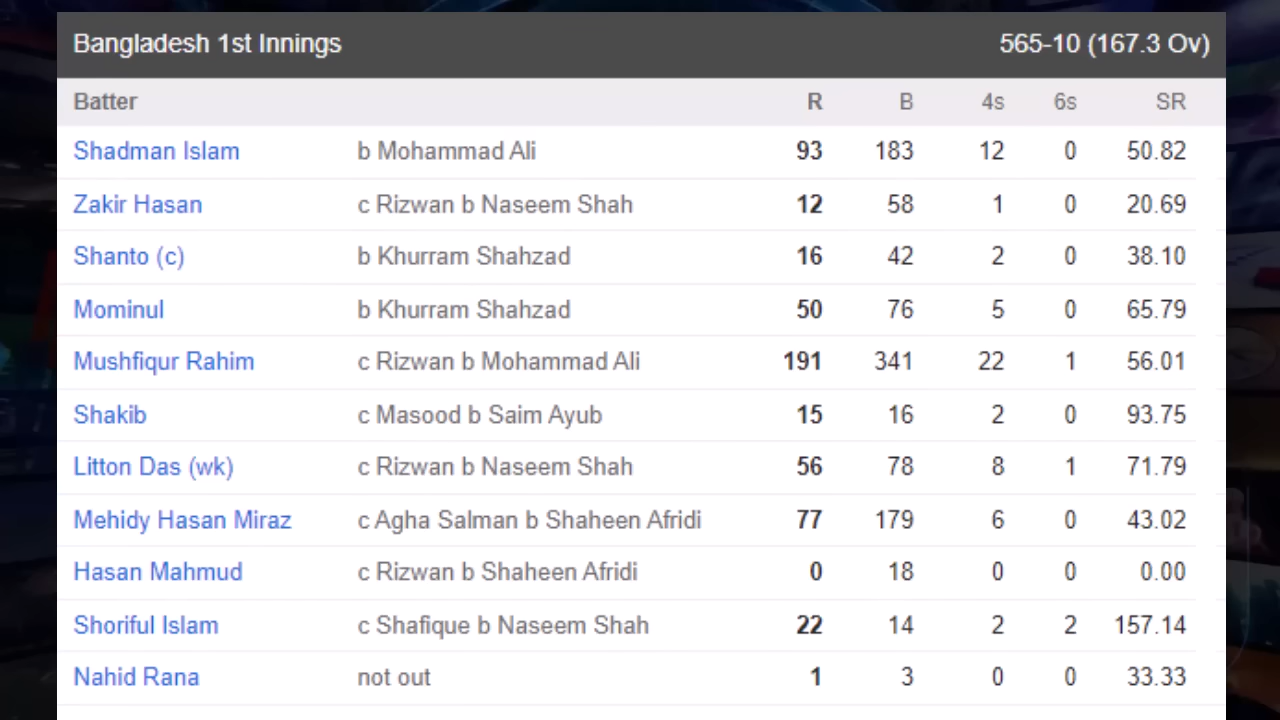 Bangladesh 1st Innings 565-10 (167.3 Ov)
Batter R B 4s 6s SR
Shadman Islam b Mohammad Ali 93 183 12 0 50.82
Zakir Hasan c Rizwan b Naseem Shah 12 58 1 0 20.69
Shanto (c) b Khurram Shahzad 16 42 2 0 38.10
Mominul b Khurram Shahzad 50 76 5 0 65.79
Mushfiqur Rahim c Rizwan b Mohammad Ali 191 341 22 1 56.01
Shakib c Masood b Saim Ayub 15 16 2 0 93.75
Litton Das (wk) c Rizwan b Naseem Shah 56 78 8 1 71.79
Mehidy Hasan Miraz c Agha Salman b Shaheen Afridi 77 179 6 0 43.02
Hasan Mahmud c Rizwan b Shaheen Afridi 0 18 0 0 0.00
Shoriful Islam c Shafique b Naseem Shah 22 14 2 2 157.14
Nahid Rana not out 1 3 0 0 33.33